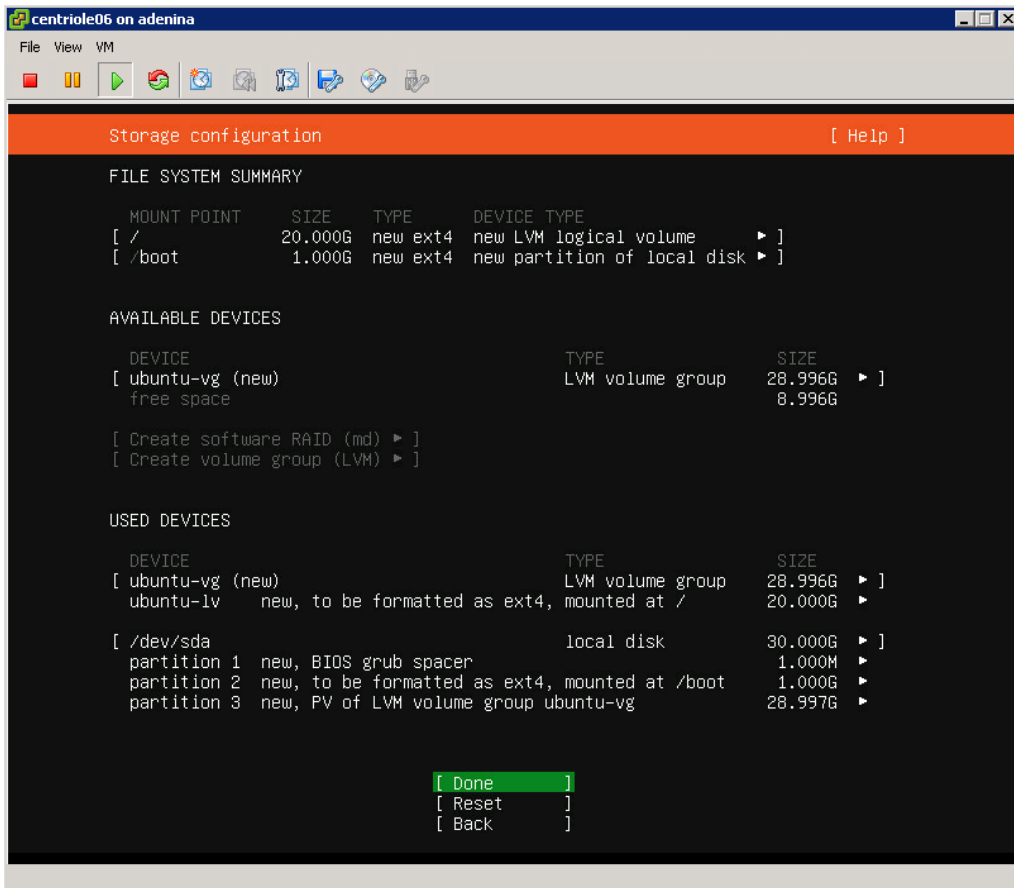 centriole06 on adenina
File View VM
Storage configuration [ Help ]
FILE SYSTEM SUMMARY
MOUNT POINT SIZE TYPE DEVICE TYPE
[ / 20.000G new ext4 new LVM logical volume ▸ ]
[ /boot 1.000G new ext4 new partition of local disk ▸ ]
AVAILABLE DEVICES
DEVICE TYPE SIZE
[ ubuntu-vg (new) LVM volume group 28.996G ▸ ]
free space 8.996G
[ Create software RAID (md) ▸ ]
[ Create volume group (LVM) ▸ ]
USED DEVICES
DEVICE TYPE SIZE
[ ubuntu-vg (new) LVM volume group 28.996G ▸ ]
ubuntu-lv new, to be formatted as ext4, mounted at / 20.000G ▸
[ /dev/sda local disk 30.000G ▸ ]
partition 1 new, BIOS grub spacer 1.000M ▸
partition 2 new, to be formatted as ext4, mounted at /boot 1.000G ▸
partition 3 new, PV of LVM volume group ubuntu-vg 28.997G ▸
[ Done ]
[ Reset ]
[ Back ]